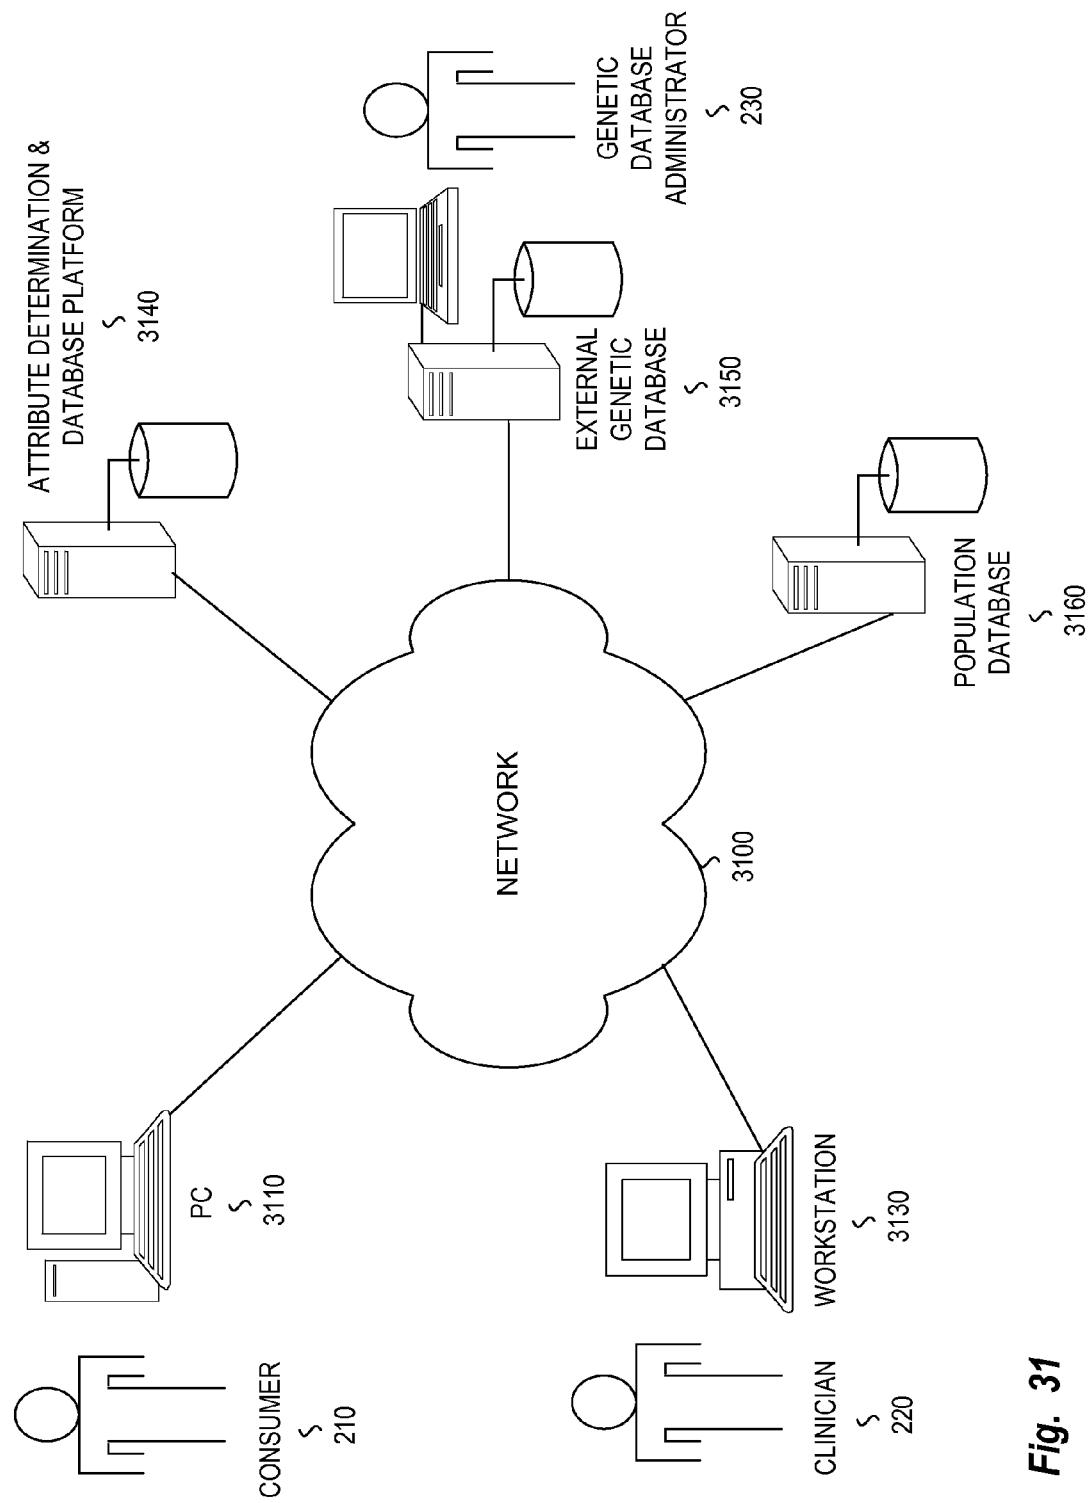 ATTRIBUTE DETERMINATION &
DATABASE PLATFORM
3140
CONSUMER
210
PC
3110
NETWORK
3100
EXTERNAL
GENETIC
DATABASE
3150
GENETIC
DATABASE
ADMINISTRATOR
230
CLINICIAN
220
WORKSTATION
3130
POPULATION
DATABASE
3160
Fig. 31